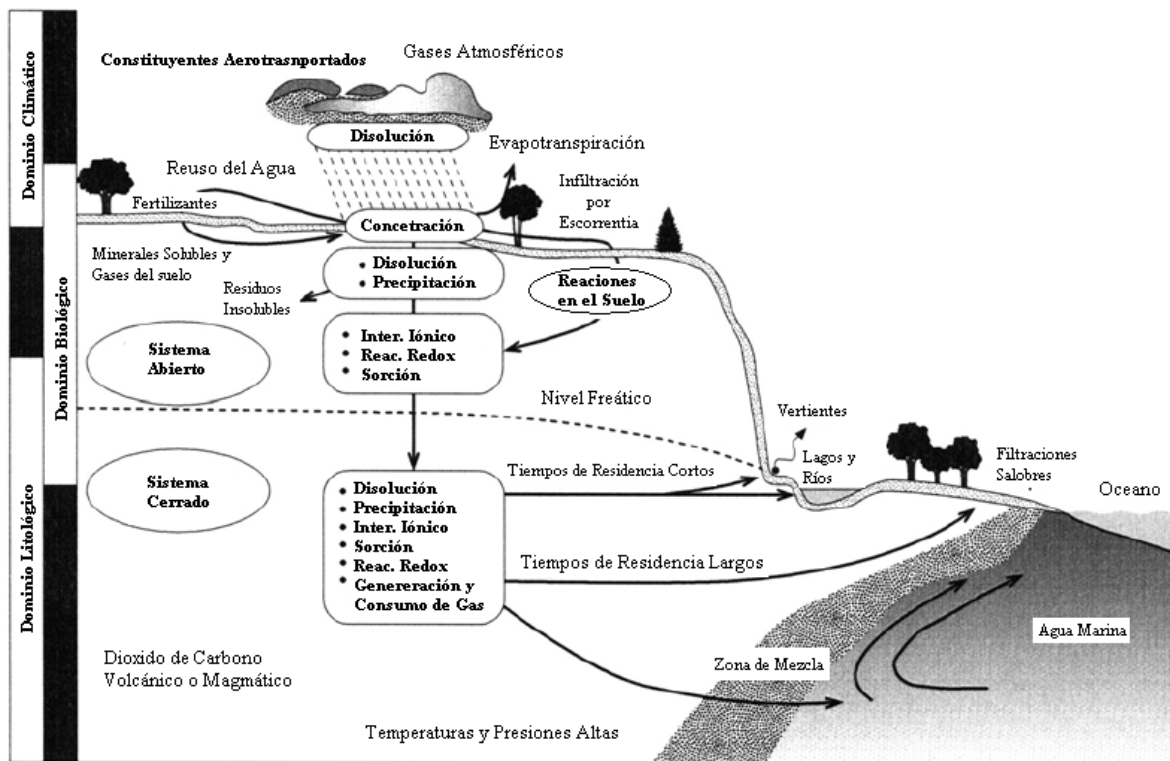 Dominio Climático
Dominio Biológico
Dominio Litológico
Gases Atmosféricos
Constituyentes Aerotrasnportados
Disolución
Evapotranspiración
Reuso del Agua
Infiltración
por
Escorrentia
Fertilizantes
Concetración
Minerales Solubles y
Gases del suelo
• Disolución
• Precipitación
Residuos
Insolubles
Reaciones
en el Suelo
• Inter. Iónico
• Reac. Redox
• Sorción
Sistema
Abierto
Nivel Freático
Vertientes
Lagos y
Ríos
Filtraciones
Salobres
Oceano
Sistema
Cerrado
Tiempos de Residencia Cortos
• Disolución
• Precipitación
• Inter. Iónico
• Sorción
• Reac. Redox
• Genereración y
Consumo de Gas
Tiempos de Residencia Largos
Agua Marina
Zona de Mezcla
Dioxido de Carbono
Volcánico o Magmático
Temperaturas y Presiones Altas